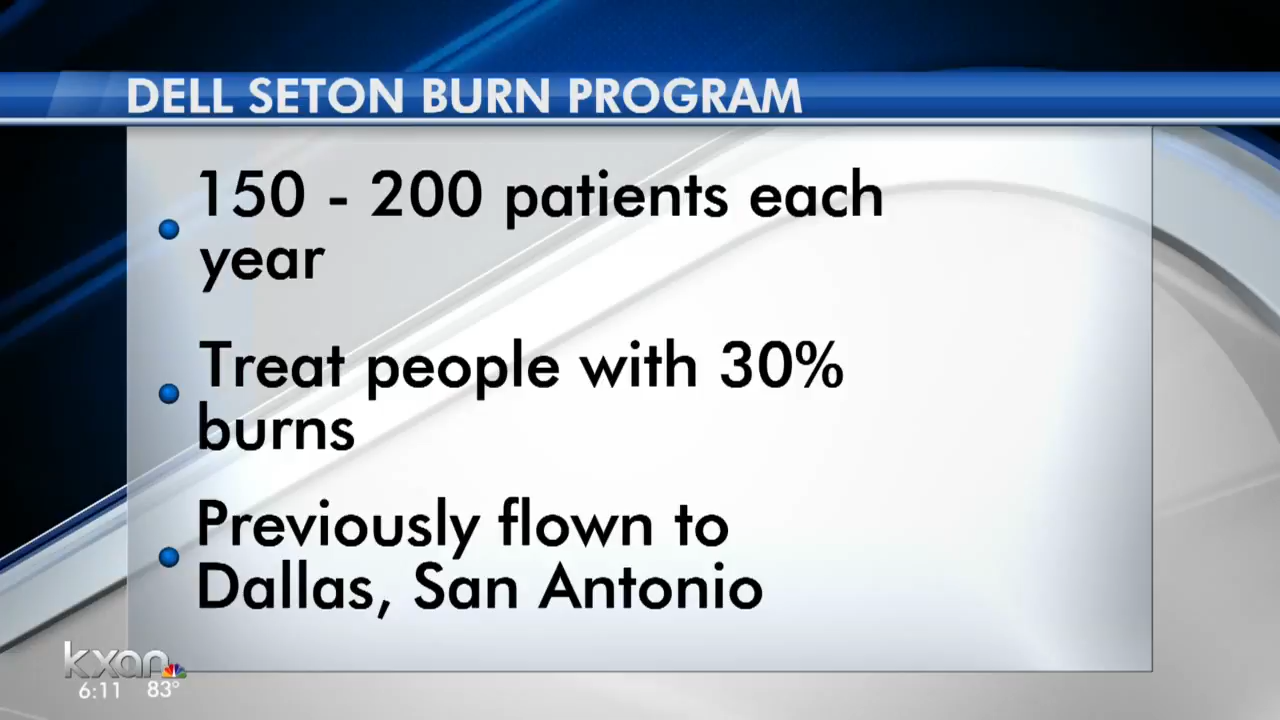 DELL SETON BURN PROGRAM
150 - 200 patients each
year
Treat people with 30%
burns
Previously flown to
Dallas, San Antonio
kxan
6:11 83°